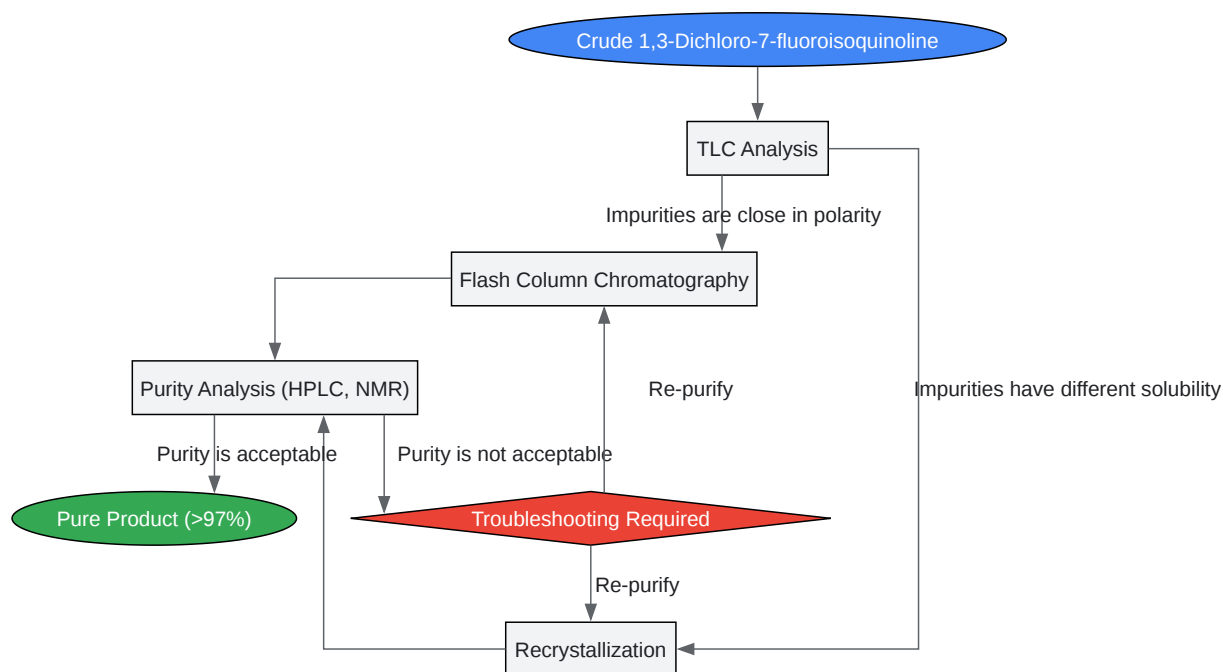 Crude 1,3-Dichloro-7-fluoroisoquinoline
TLC Analysis
Impurities are close in polarity
Flash Column Chromatography
Purity Analysis (HPLC, NMR)
Re-purify
Impurities have different solubility
Purity is acceptable
Purity is not acceptable
Pure Product (>97%)
Troubleshooting Required
Re-purify
Recrystallization